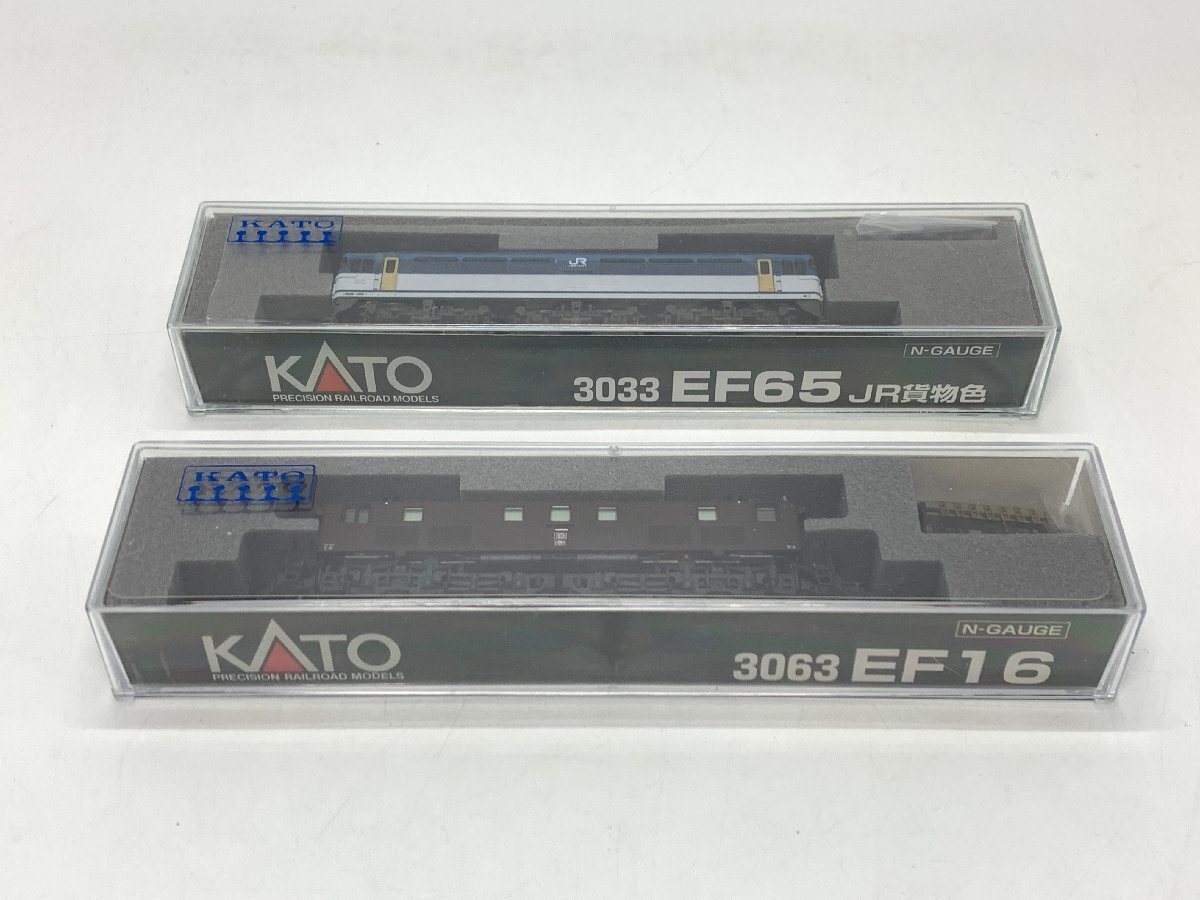 KATO
JR
N-GAUGE
KATO
PRECISION RAILROAD MODELS
3033 EF65 JR貨物色
KATO
N-GAUGE
KATO
PRECISION RAILROAD MODELS
3063 EF16